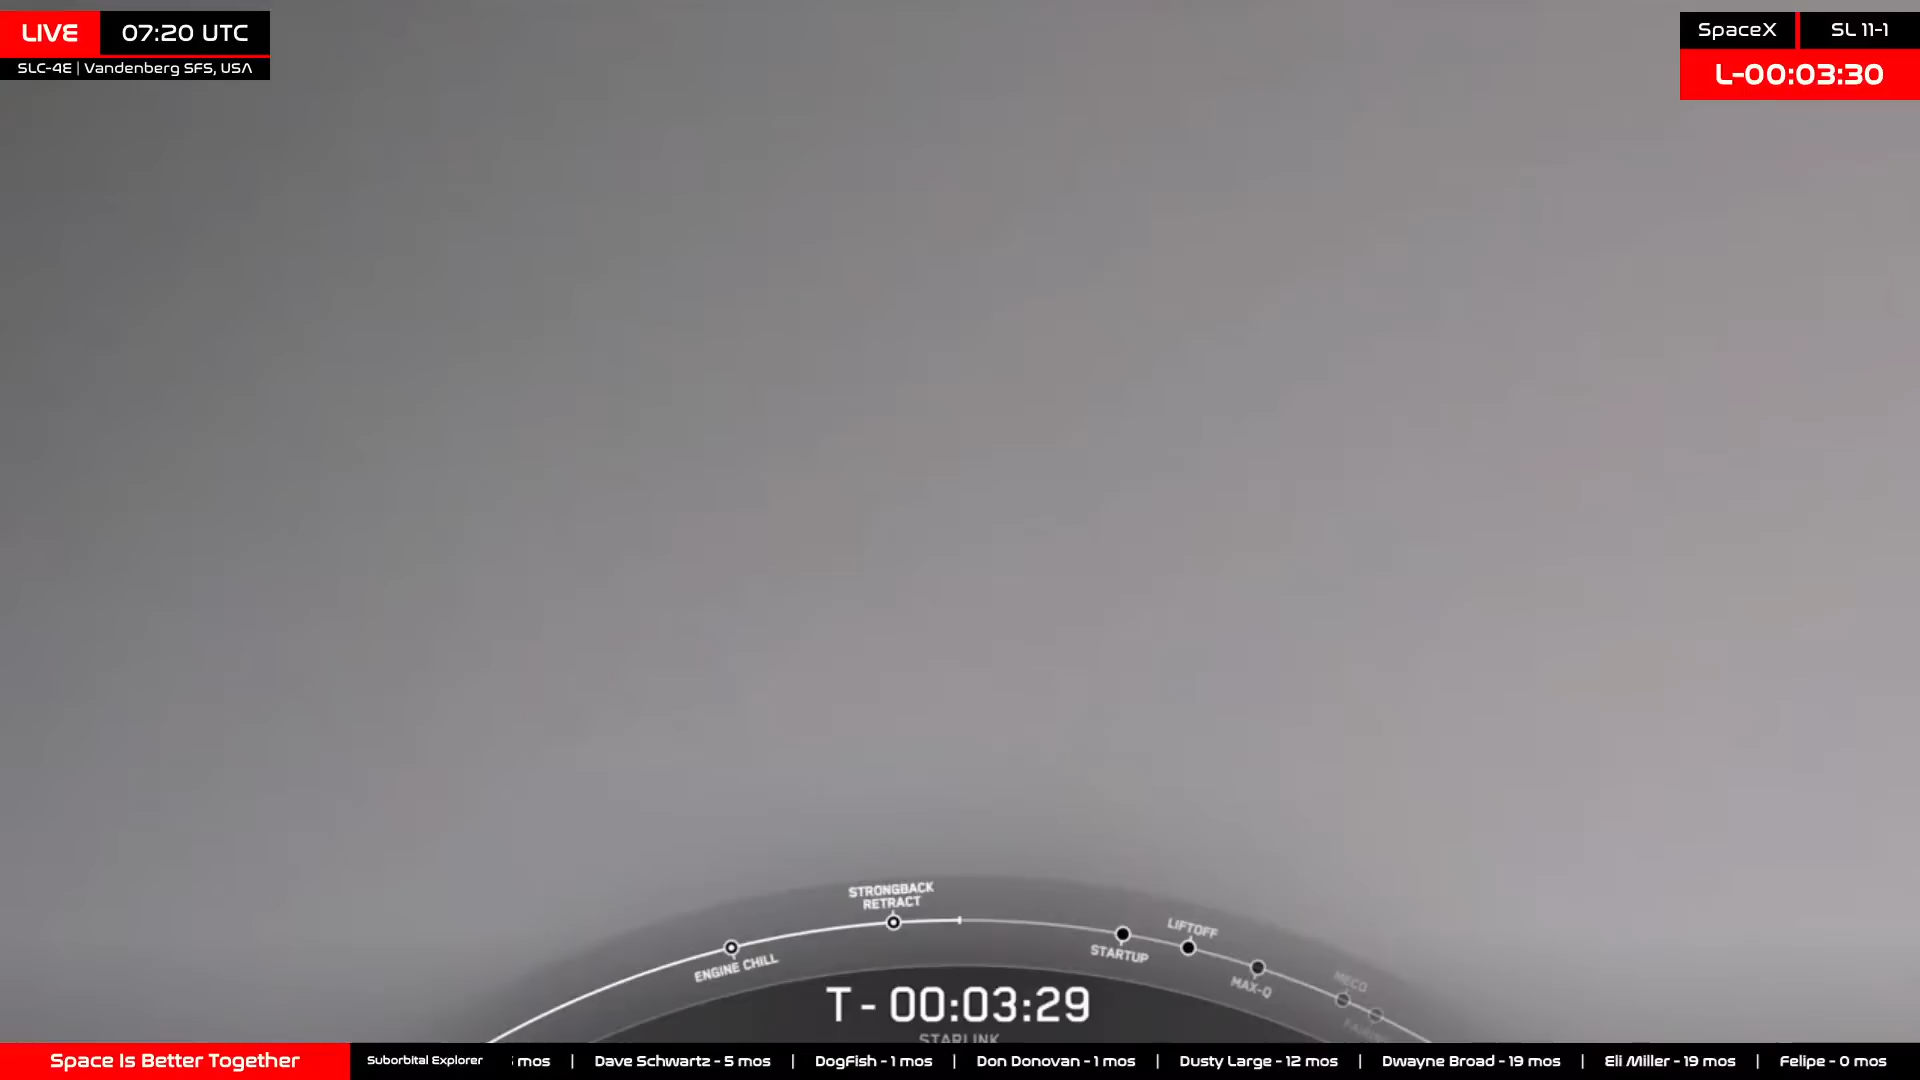 LIVE
07:20 UTC
SLC-4E | Vandenberg SFS, USA
SpaceX
SL 11-1
L-00:03:30
STRONGBACK
RETRACT
ENGINE CHILL
STARTUP
LIFTOFF
MAX-Q
MECO
T - 00:03:29
STARLINK
Space Is Better Together
Suborbital Explorer
mos | Dave Schwartz - 5 mos | DogFish - 1 mos | Don Donovan - 1 mos | Dusty Large - 12 mos | Dwayne Broad - 19 mos | Eli Miller - 19 mos | Felipe - 0 mos